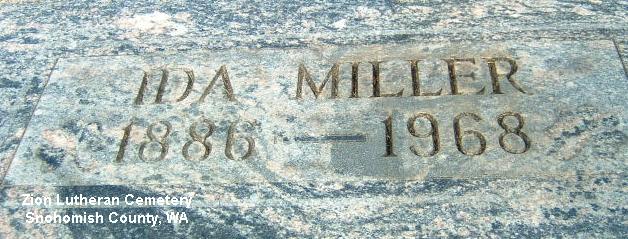 IDA MILLER
1886 — 1968
Zion Lutheran Cemetery
Snohomish County, WA